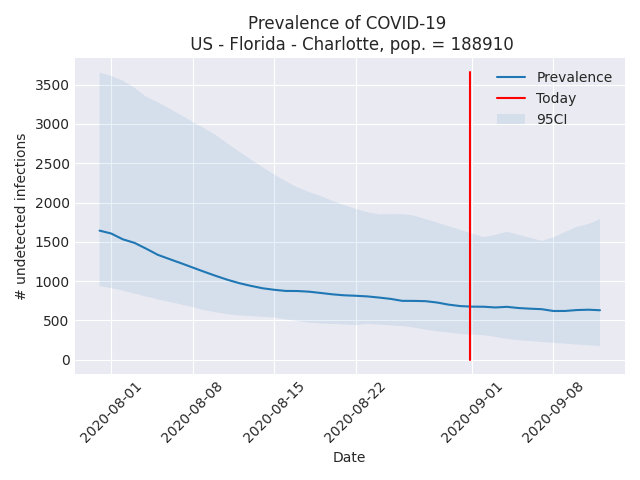 Prevalence of COVID-19
US - Florida - Charlotte, pop. = 188910
Prevalence
Today
95CI
3500
3000
2500
2000
1500
1000
500
0
# undetected infections
2020-08-01
2020-08-08
2020-08-15
2020-08-22
2020-09-01
2020-09-08
Date